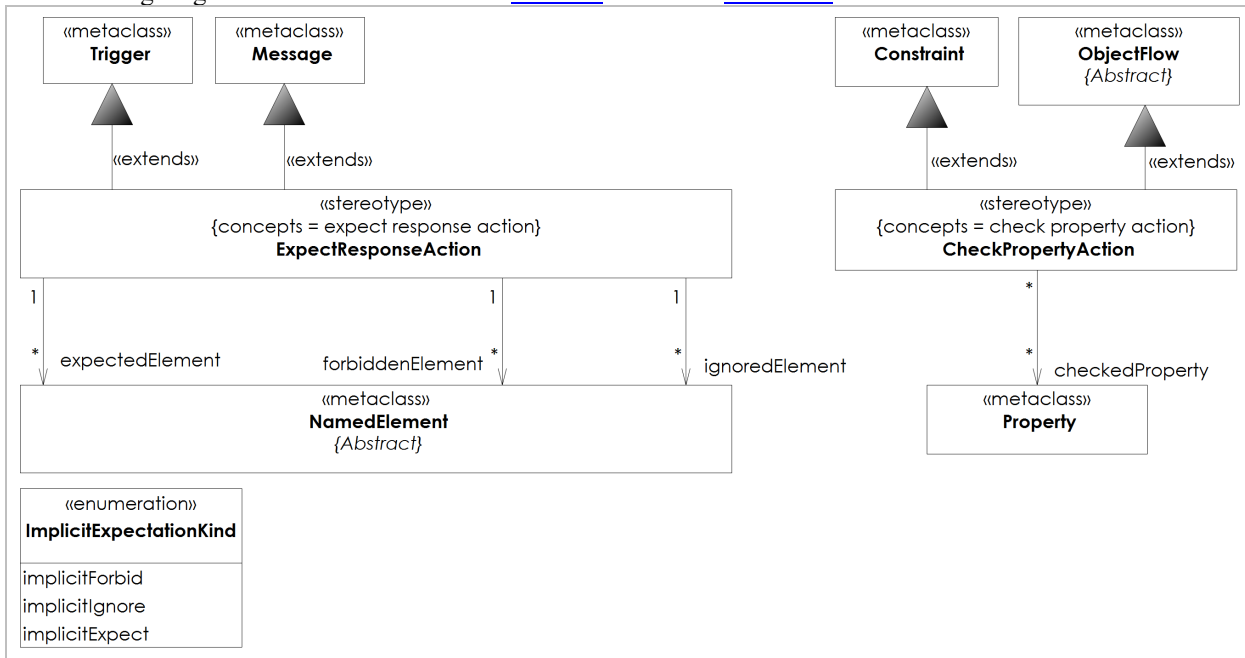 «metaclass»
Trigger
«metaclass»
Message
«metaclass»
Constraint
«metaclass»
ObjectFlow
{Abstract}
«extends»
«extends»
«extends»
«extends»
«stereotype»
{concepts = expect response action}
ExpectResponseAction
«stereotype»
{concepts = check property action}
CheckPropertyAction
1
*
expectedElement
1
forbiddenElement *
1
*
ignoredElement
*
*
checkedProperty
«metaclass»
NamedElement
{Abstract}
«metaclass»
Property
«enumeration»
ImplicitExpectationKind
implicitForbid
implicitIgnore
implicitExpect